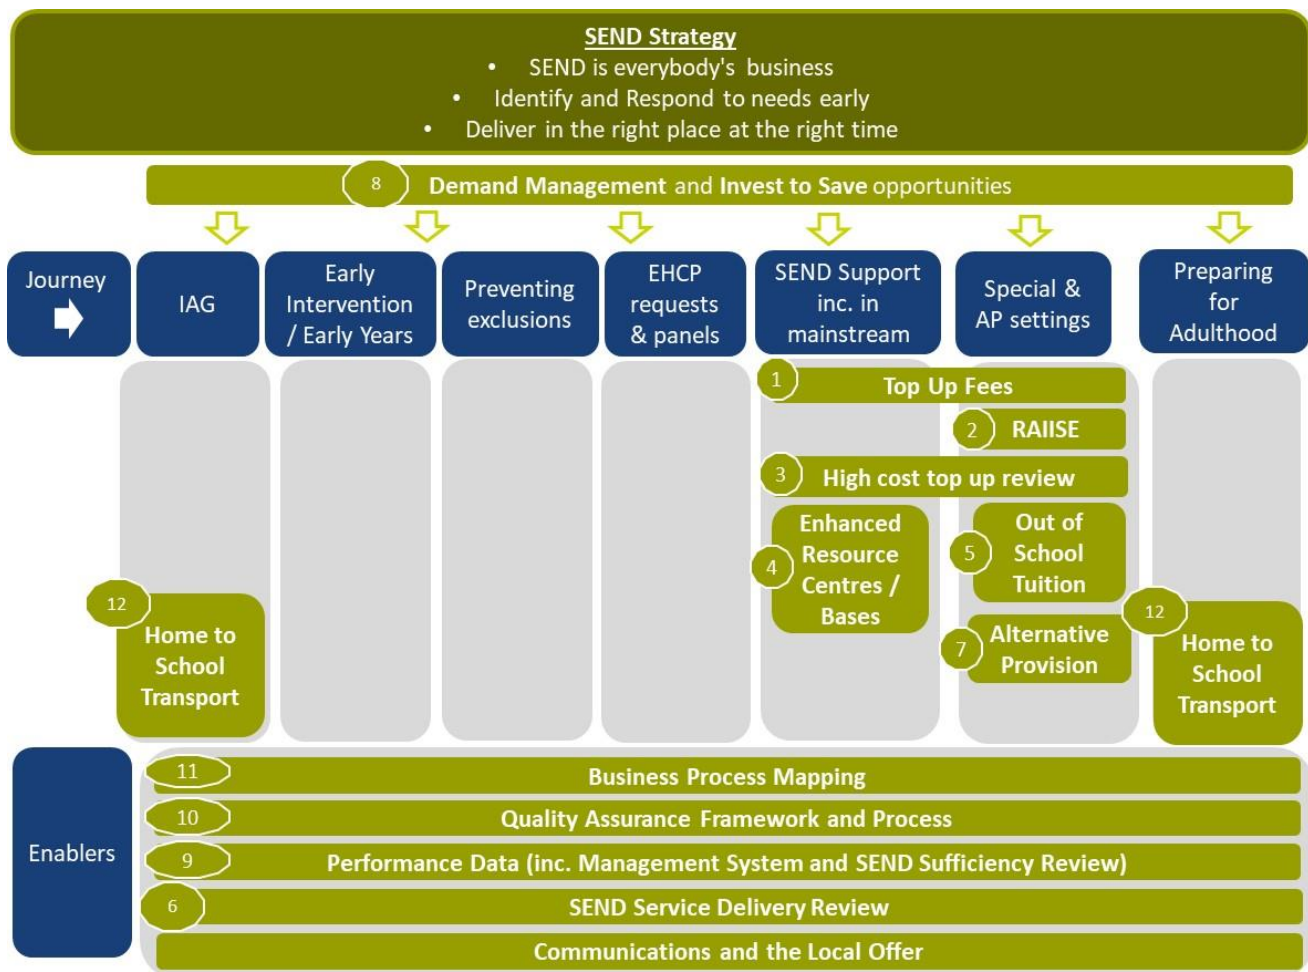 SEND Strategy
• SEND is everybody's business
• Identify and Respond to needs early
• Deliver in the right place at the right time
8
Demand Management and Invest to Save opportunities
Journey
IAG
Early
Intervention
/ Early Years
Preventing
exclusions
EHCP
requests
& panels
SEND Support
inc. in
mainstream
Special &
AP settings
Preparing
for
Adulthood
1
Top Up Fees
2
RAIISE
3
High cost top up review
4
Enhanced
Resource
Centres /
Bases
5
Out of
School
Tuition
7
Alternative
Provision
12
Home to
School
Transport
12
Home to
School
Transport
Enablers
11
Business Process Mapping
10
Quality Assurance Framework and Process
9
Performance Data (inc. Management System and SEND Sufficiency Review)
6
SEND Service Delivery Review
Communications and the Local Offer